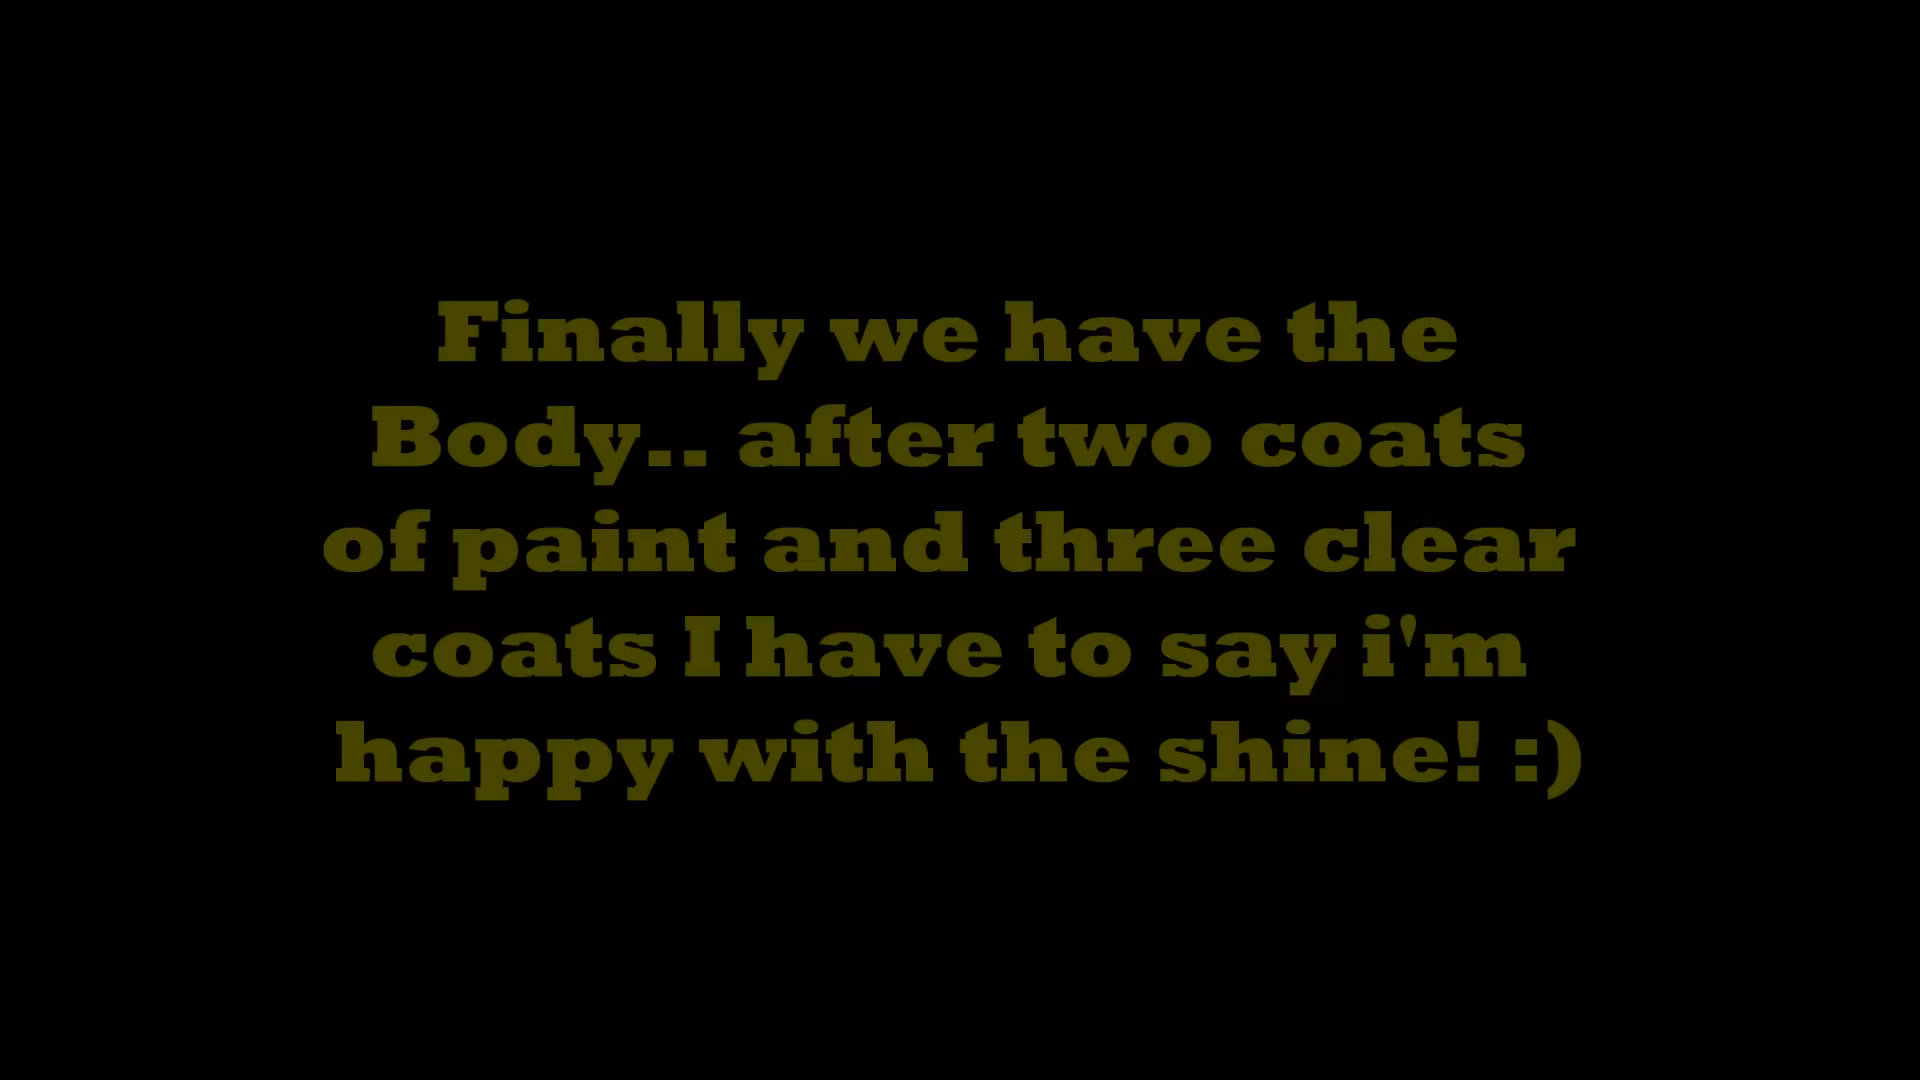 Finally we have the
Body.. after two coats
of paint and three clear
coats I have to say i'm
happy with the shine! :)